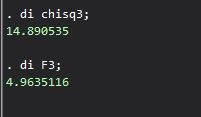 . di chisq3;
14.890535
. di F3;
4.9635116